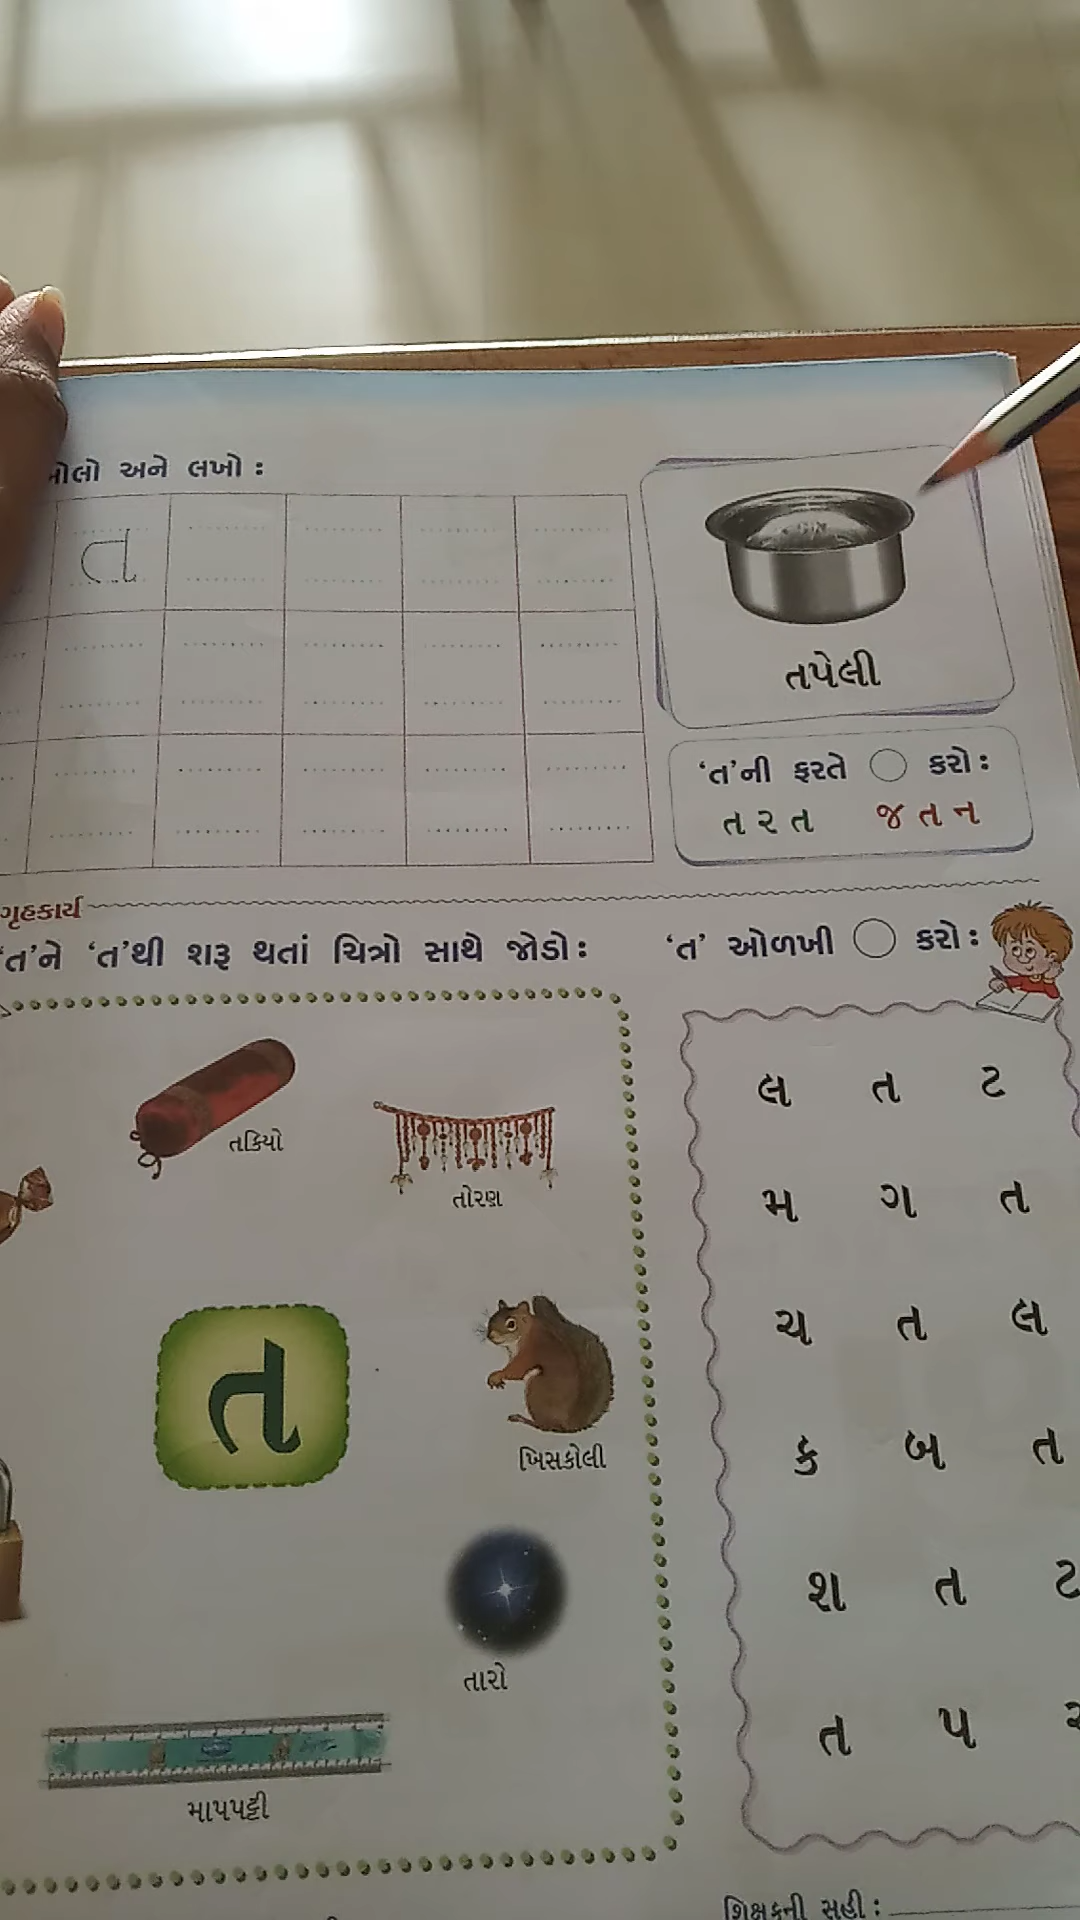 અને લખો :
ત
તપેલી
‘ત’ની ફરતે ○ કરો :
ત ર ત જ ત ન
ગૃહકાર્ય
‘ત’ને ‘ત’થી શરૂ થતાં ચિત્રો સાથે જોડો :
તકિયો
તોરણ
ત
ખિસકોલી
તારો
માપપટ્ટી
‘ત’ ઓળખી ○ કરો :
લ ત ટ
મ ગ ત
ચ ત લ
ક બ ત
શ ત ટ
ત પ
શિક્ષકની સહી :